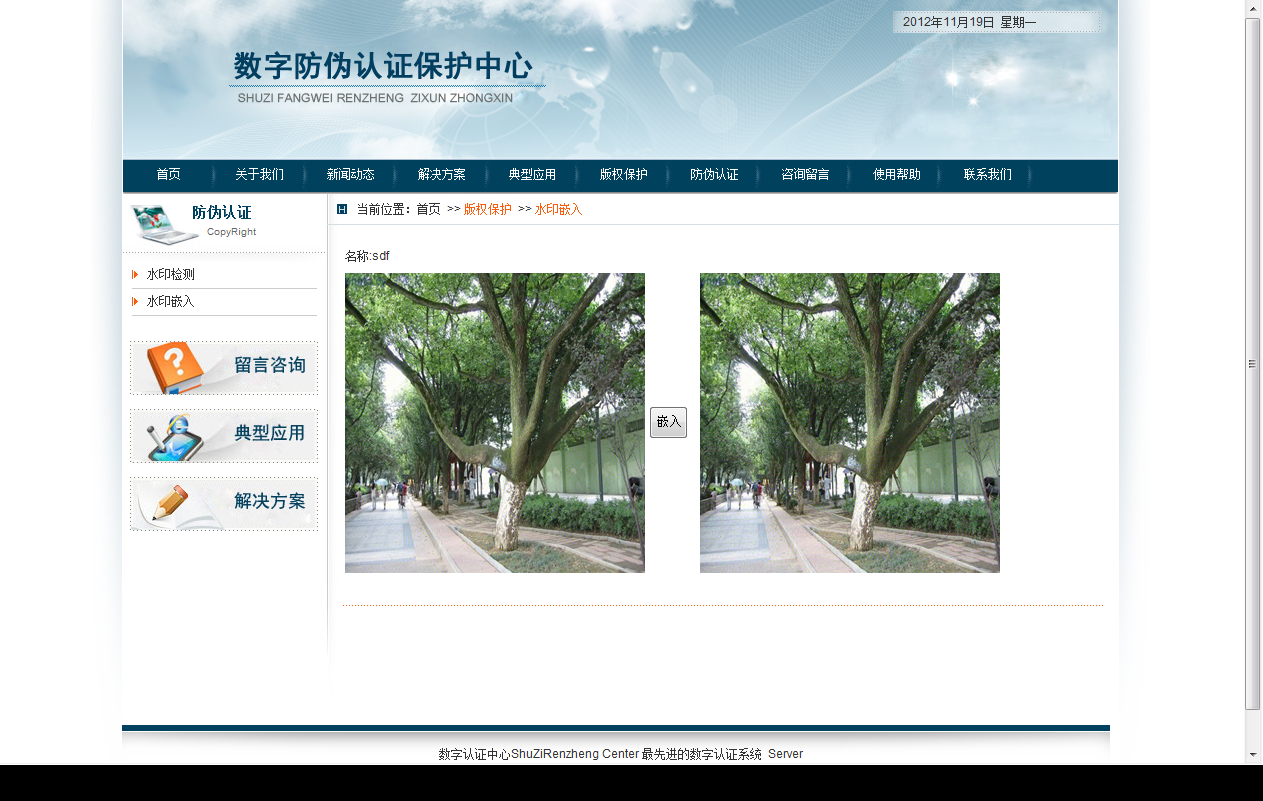 2012年11月19日 星期一
数字防伪认证保护中心
SHUZI FANGWEI RENZHENG ZIXUN ZHONGXIN
首页 关于我们 新闻动态 解决方案 典型应用 版权保护 防伪认证 咨询留言 使用帮助 联系我们
防伪认证
CopyRight
当前位置：首页 >> 版权保护 >> 水印嵌入
水印检测
水印嵌入
留言咨询
典型应用
解决方案
名称:sdf
嵌入
数字认证中心ShuZiRenzheng Center 最先进的数字认证系统 Server